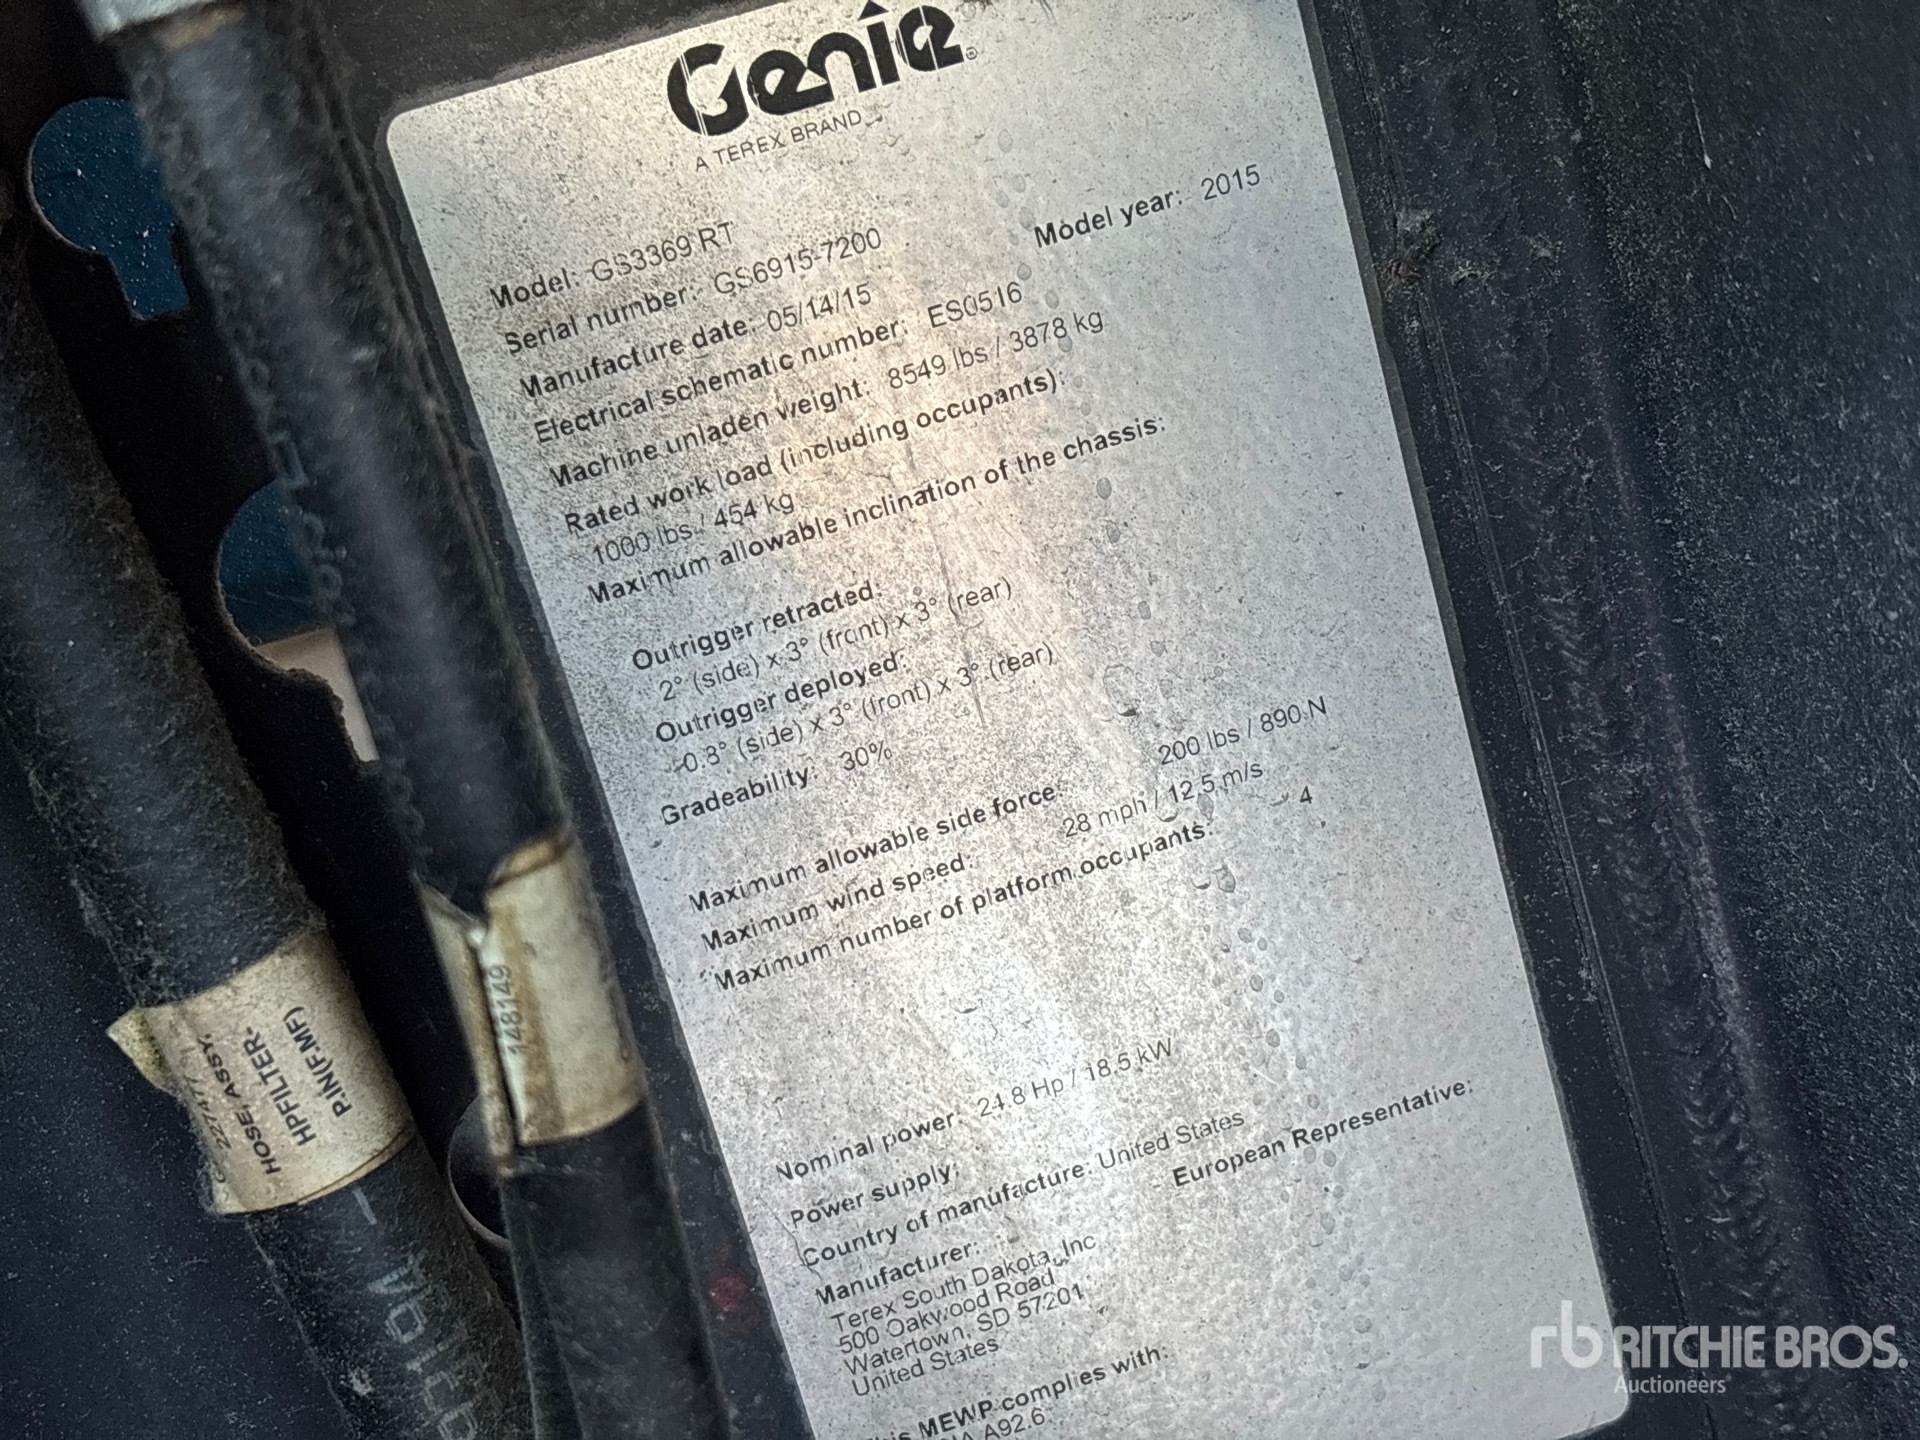 Genie®
A TEREX BRAND
Model: GS3369 RT
Serial number: GS6915-7200
Model year: 2015
Manufacture date: 05/14/15
Electrical schematic number: ES0516
Machine unladen weight: 8549 lbs / 3878 kg
Rated work load (including occupants):
1000 lbs / 454 kg
Maximum allowable inclination of the chassis:
Outrigger retracted:
2° (side) x 3° (front) x 3° (rear)
Outrigger deployed:
0.3° (side) x 3° (front) x 3° (rear)
Gradeability: 30%
Maximum allowable side force: 200 lbs / 890 N
Maximum wind speed: 28 mph / 12.5 m/s
Maximum number of platform occupants: 4
Nominal power: 24.8 Hp / 18.5 kW
Power supply:
Country of manufacture: United States
Manufacturer:
European Representative:
Terex South Dakota, Inc
500 Oakwood Road
Watertown, SD 57201
United States
This MEWP complies with:
A92.6
148149
HOSE ASSY,
HPFILTER-
P.IN(F.MF)
rb RITCHIE BROS.
Auctioneers